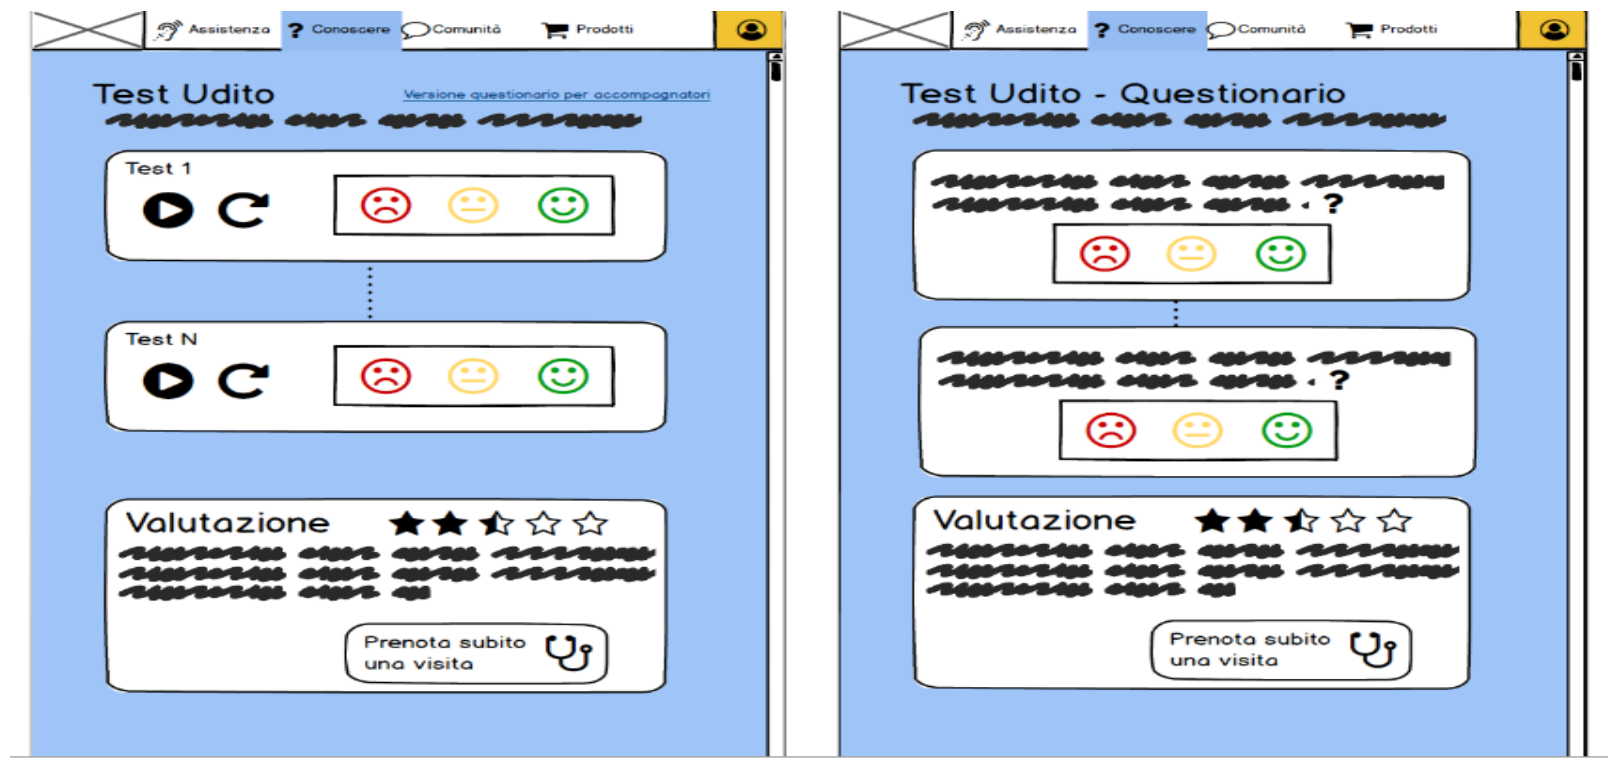 Assistenza ? Conoscere Comunità Prodotti
Test Udito
Versione questionario per accompagnatori
Test 1
Test N
Valutazione
Prenota subito
una visita
Assistenza ? Conoscere Comunità Prodotti
Test Udito - Questionario
?
?
Valutazione
Prenota subito
una visita